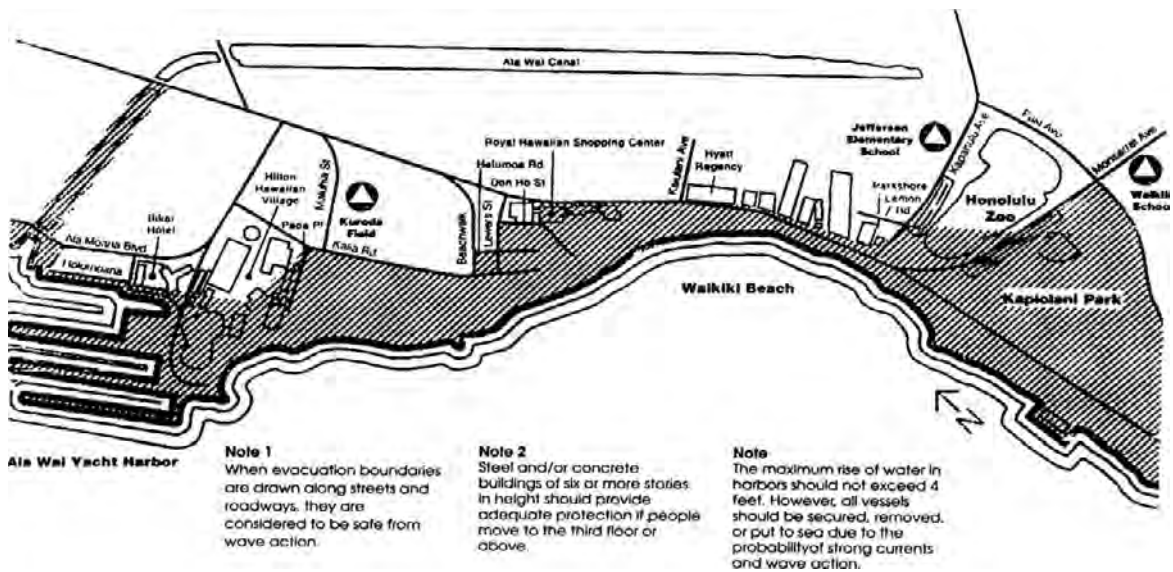 Ala Wai Canal
Royal Hawaiian Shopping Center
Helumoa Rd
Don Ho St
Hyatt
Regency
Jefferson
Elementary
School
Kapahulu Ave
Paki Avu
Monsarrat Ave
Waikiki
School
Parkshore
Lemon
Rd
Honolulu
Zoo
Hilton
Hawaiian
Village
Kuroda
Field
Paoa Pl
Kalia Rd
Beachwalk
Lewers St
Ilikai
Hotel
Ala Moana Blvd
Holomoana
Waikiki Beach
Kapiolani Park
N
Ala Wai Yacht Harbor
Note 1
When evacuation boundaries
are drawn along streets and
roadways, they are
considered to be safe from
wave action.
Note 2
Steel and/or concrete
buildings of six or more stories
in height should provide
adequate protection if people
move to the third floor or
above.
Note
The maximum rise of water in
harbors should not exceed 4
feet. However, all vessels
should be secured, removed,
or put to sea due to the
probabilityof strong currents
and wave action.